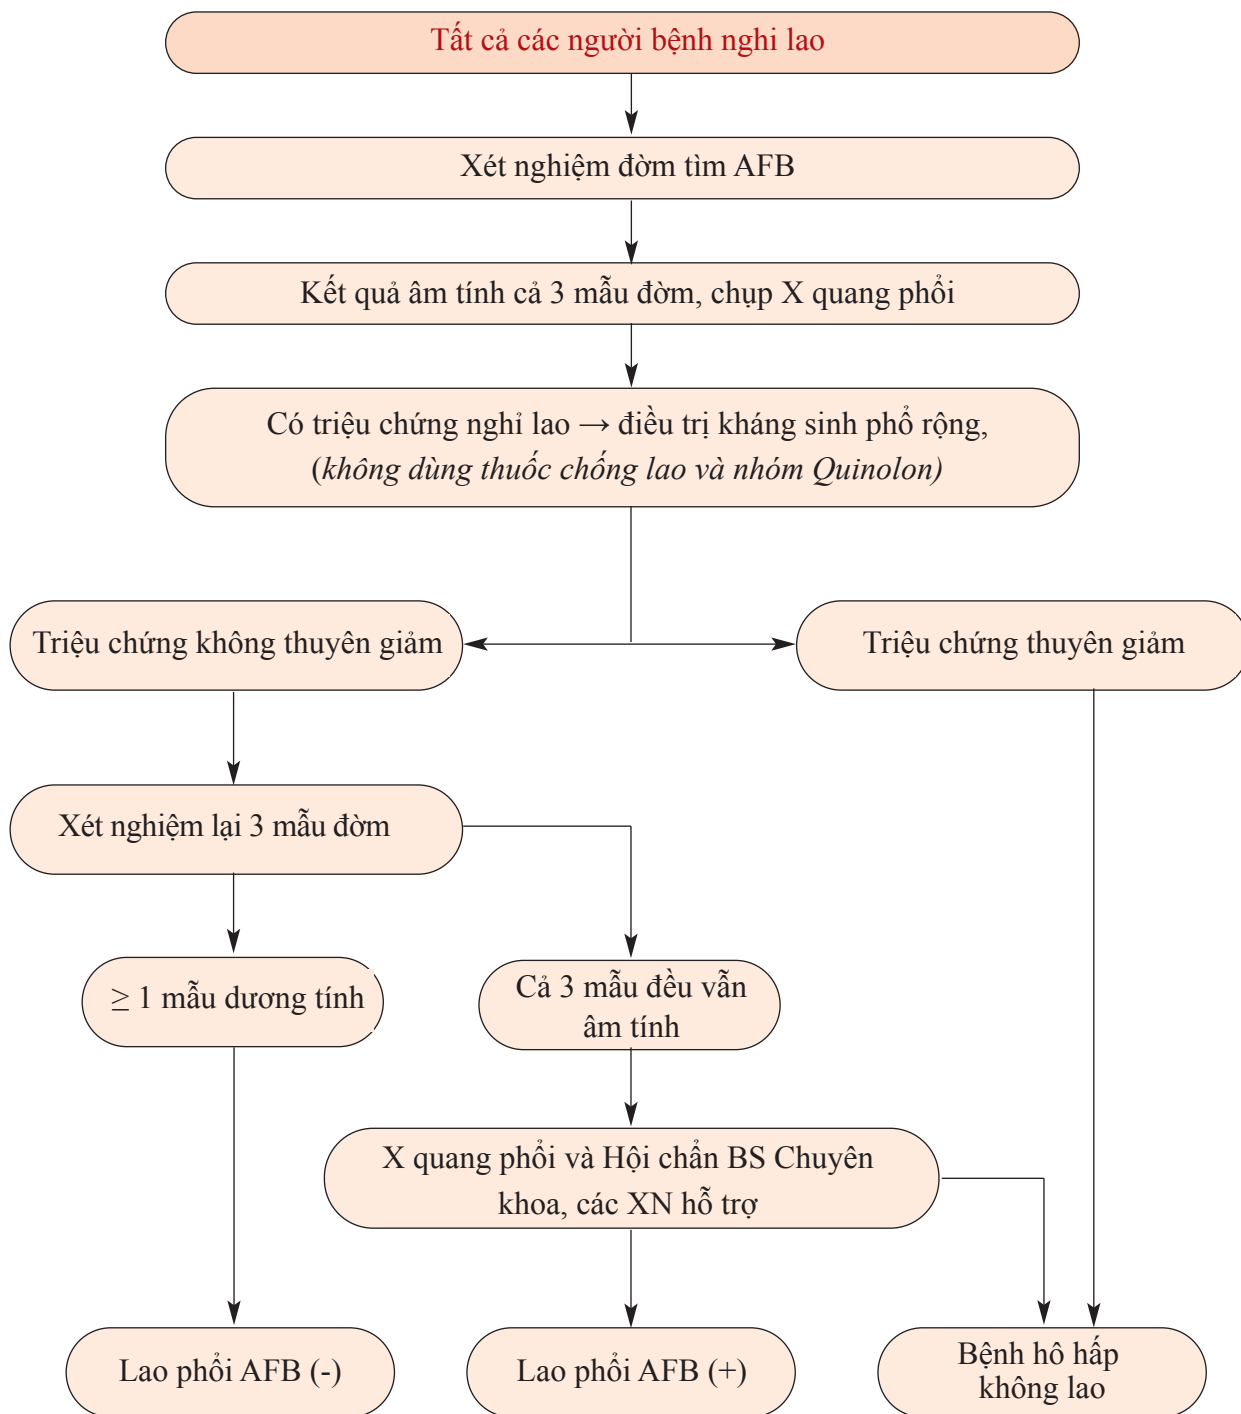 Tất cả các người bệnh nghi lao
Xét nghiệm đờm tìm AFB
Kết quả âm tính cả 3 mẫu đờm, chụp X quang phổi
Có triệu chứng nghỉ lao → điều trị kháng sinh phổ rộng,
(không dùng thuốc chống lao và nhóm Quinolon)
Triệu chứng không thuyên giảm
Triệu chứng thuyên giảm
Xét nghiệm lại 3 mẫu đờm
≥ 1 mẫu dương tính
Cả 3 mẫu đều vẫn
âm tính
X quang phổi và Hội chẩn BS Chuyên
khoa, các XN hỗ trợ
Lao phổi AFB (-)
Lao phổi AFB (+)
Bệnh hô hấp
không lao